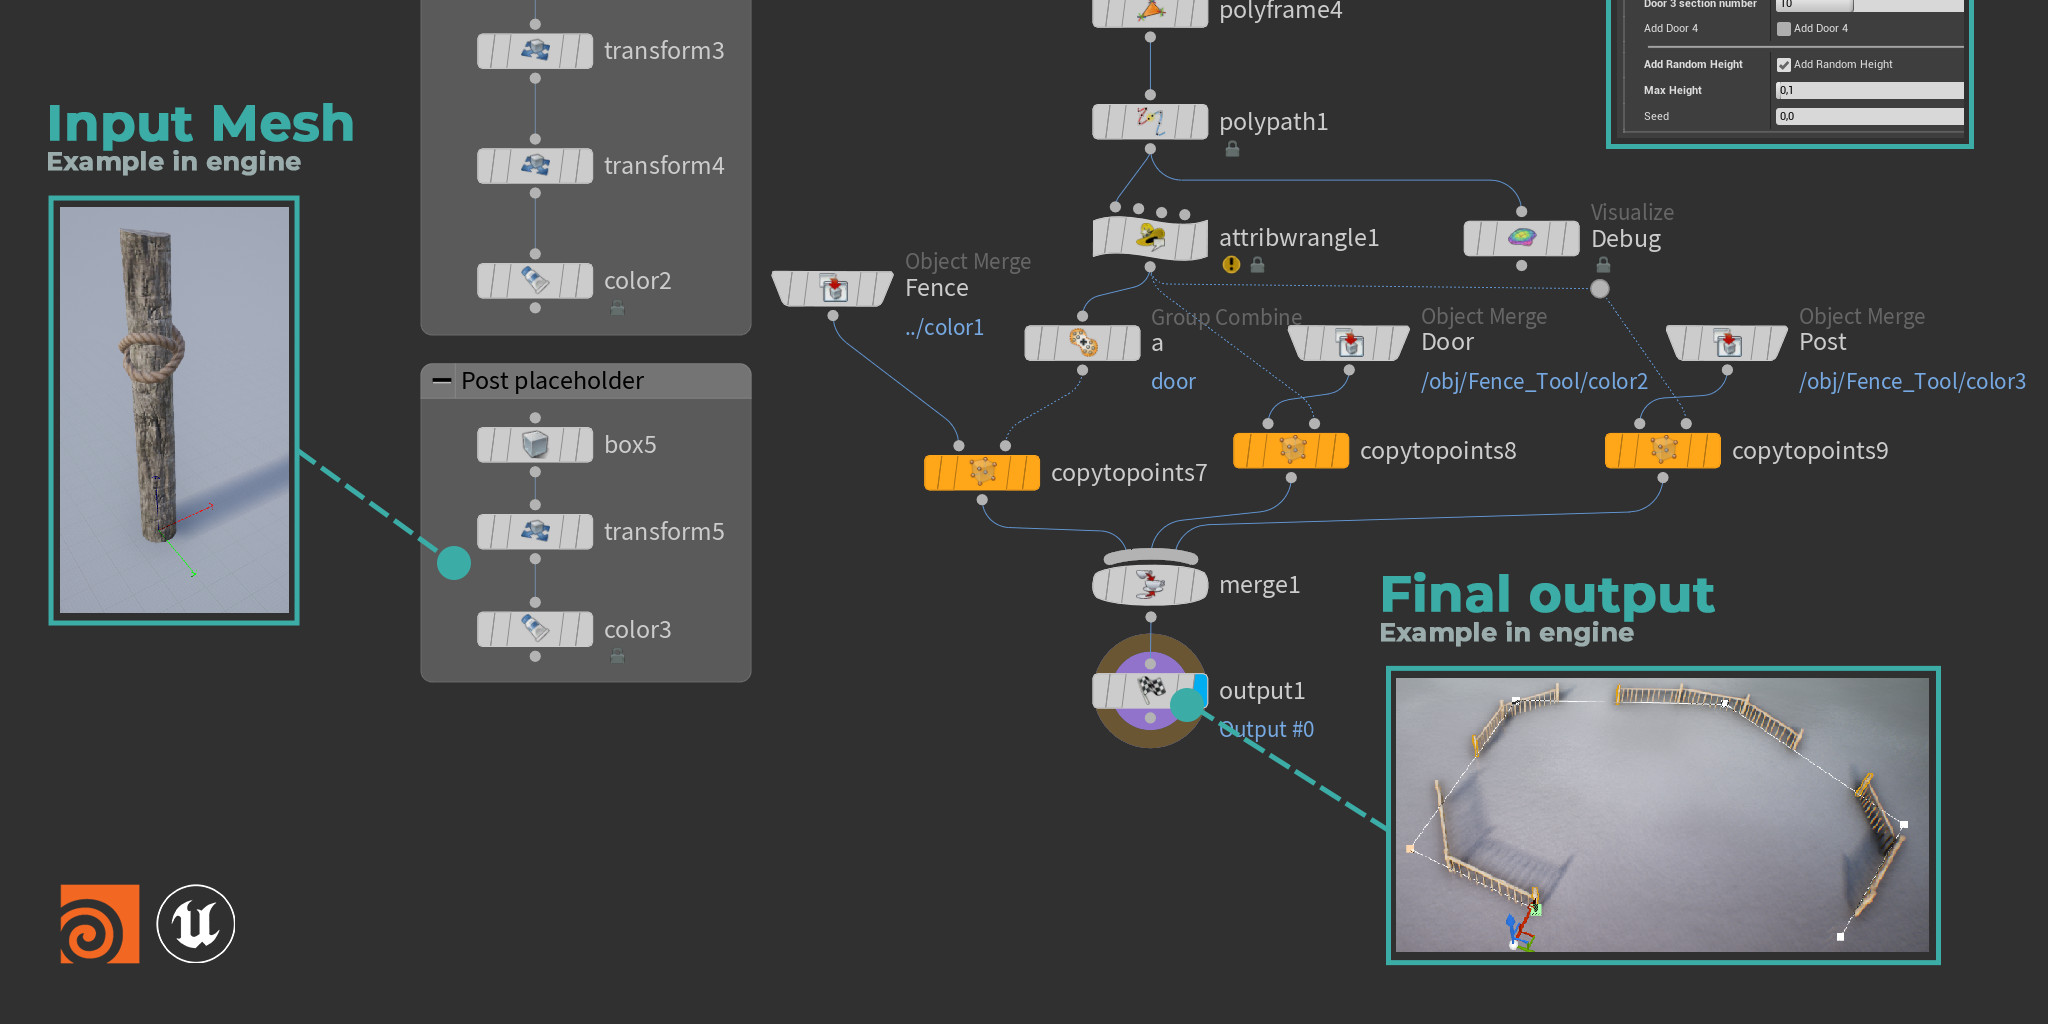 Input Mesh
Example in engine
transform3
transform4
color2
Post placeholder
box5
transform5
color3
polyframe4
polypath1
attribwrangle1
Visualize
Debug
Object Merge
Fence
../color1
Group Combine
a
door
Object Merge
Door
/obj/Fence_Tool/color2
Object Merge
Post
/obj/Fence_Tool/color3
copytopoints7
copytopoints8
copytopoints9
merge1
output1
Output #0
Door 3 section number 10
Add Door 4 Add Door 4
Add Random Height Add Random Height
Max Height 0,1
Seed 0,0
Final output
Example in engine